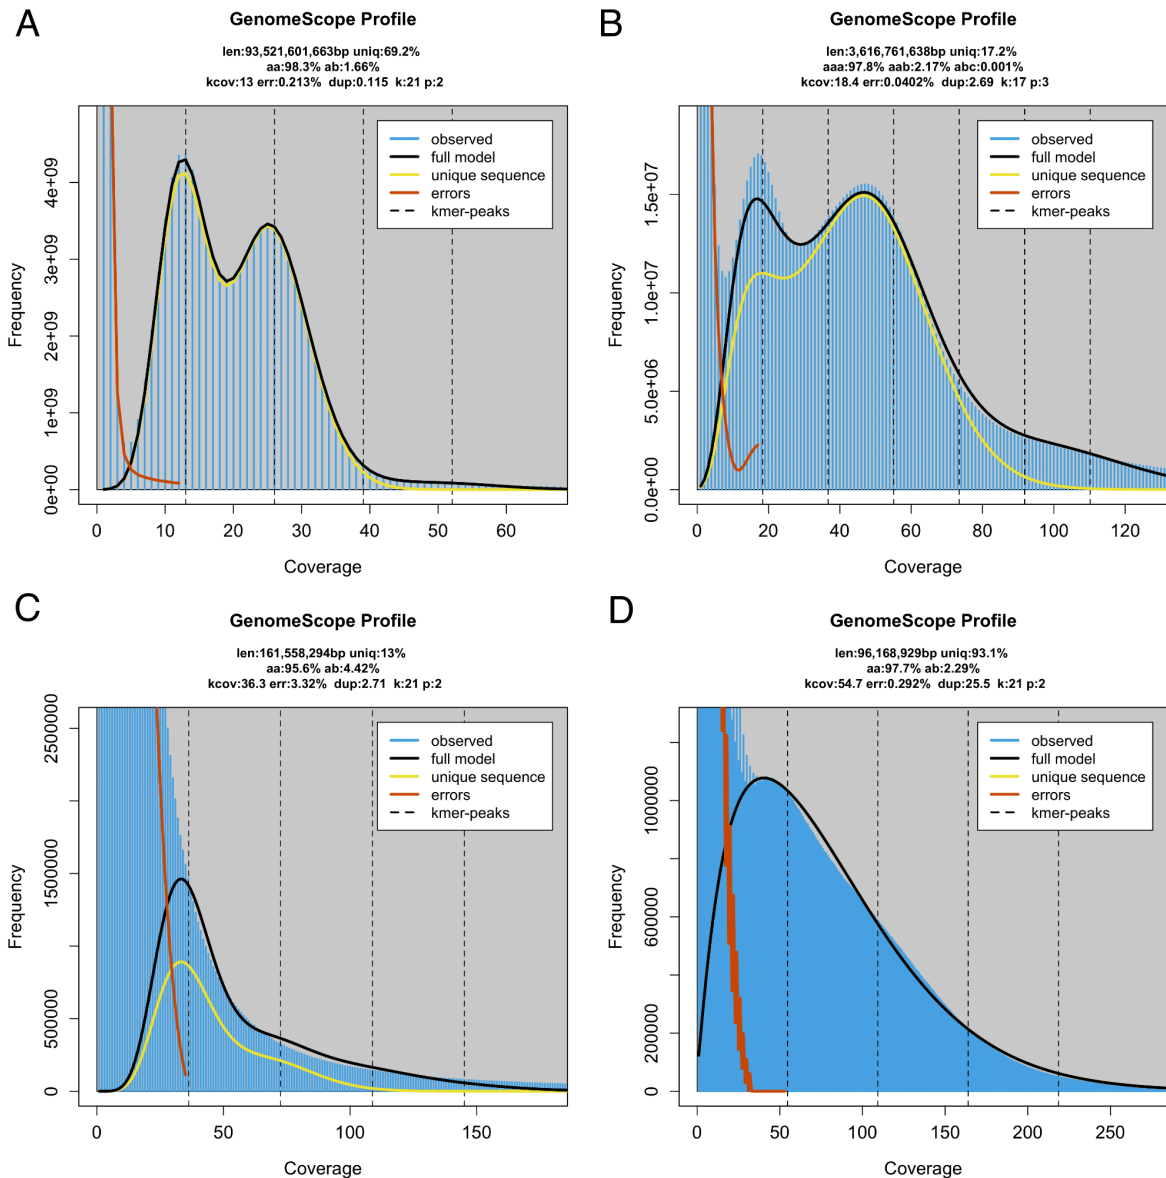 A
GenomeScope Profile
len:93,521,601,663bp uniq:69.2%
aa:98.3% ab:1.66%
kcov:13 err:0.213% dup:0.115 k:21 p:2
observed
full model
unique sequence
errors
kmer-peaks
Frequency
0e+00
1e+09
2e+09
3e+09
4e+09
0
10
20
30
40
50
60
Coverage
B
GenomeScope Profile
len:3,616,761,638bp uniq:17.2%
aaa:97.8% aab:2.17% abc:0.001%
kcov:18.4 err:0.0402% dup:2.69 k:17 p:3
observed
full model
unique sequence
errors
kmer-peaks
Frequency
0.0e+00
5.0e+06
1.0e+07
1.5e+07
0
20
40
60
80
100
120
Coverage
C
GenomeScope Profile
len:161,558,294bp uniq:13%
aa:95.6% ab:4.42%
kcov:36.3 err:3.32% dup:2.71 k:21 p:2
observed
full model
unique sequence
errors
kmer-peaks
Frequency
0
500000
1500000
2500000
0
50
100
150
Coverage
D
GenomeScope Profile
len:96,168,929bp uniq:93.1%
aa:97.7% ab:2.29%
kcov:54.7 err:0.292% dup:25.5 k:21 p:2
observed
full model
unique sequence
errors
kmer-peaks
Frequency
0
200000
600000
1000000
0
50
100
150
200
250
Coverage